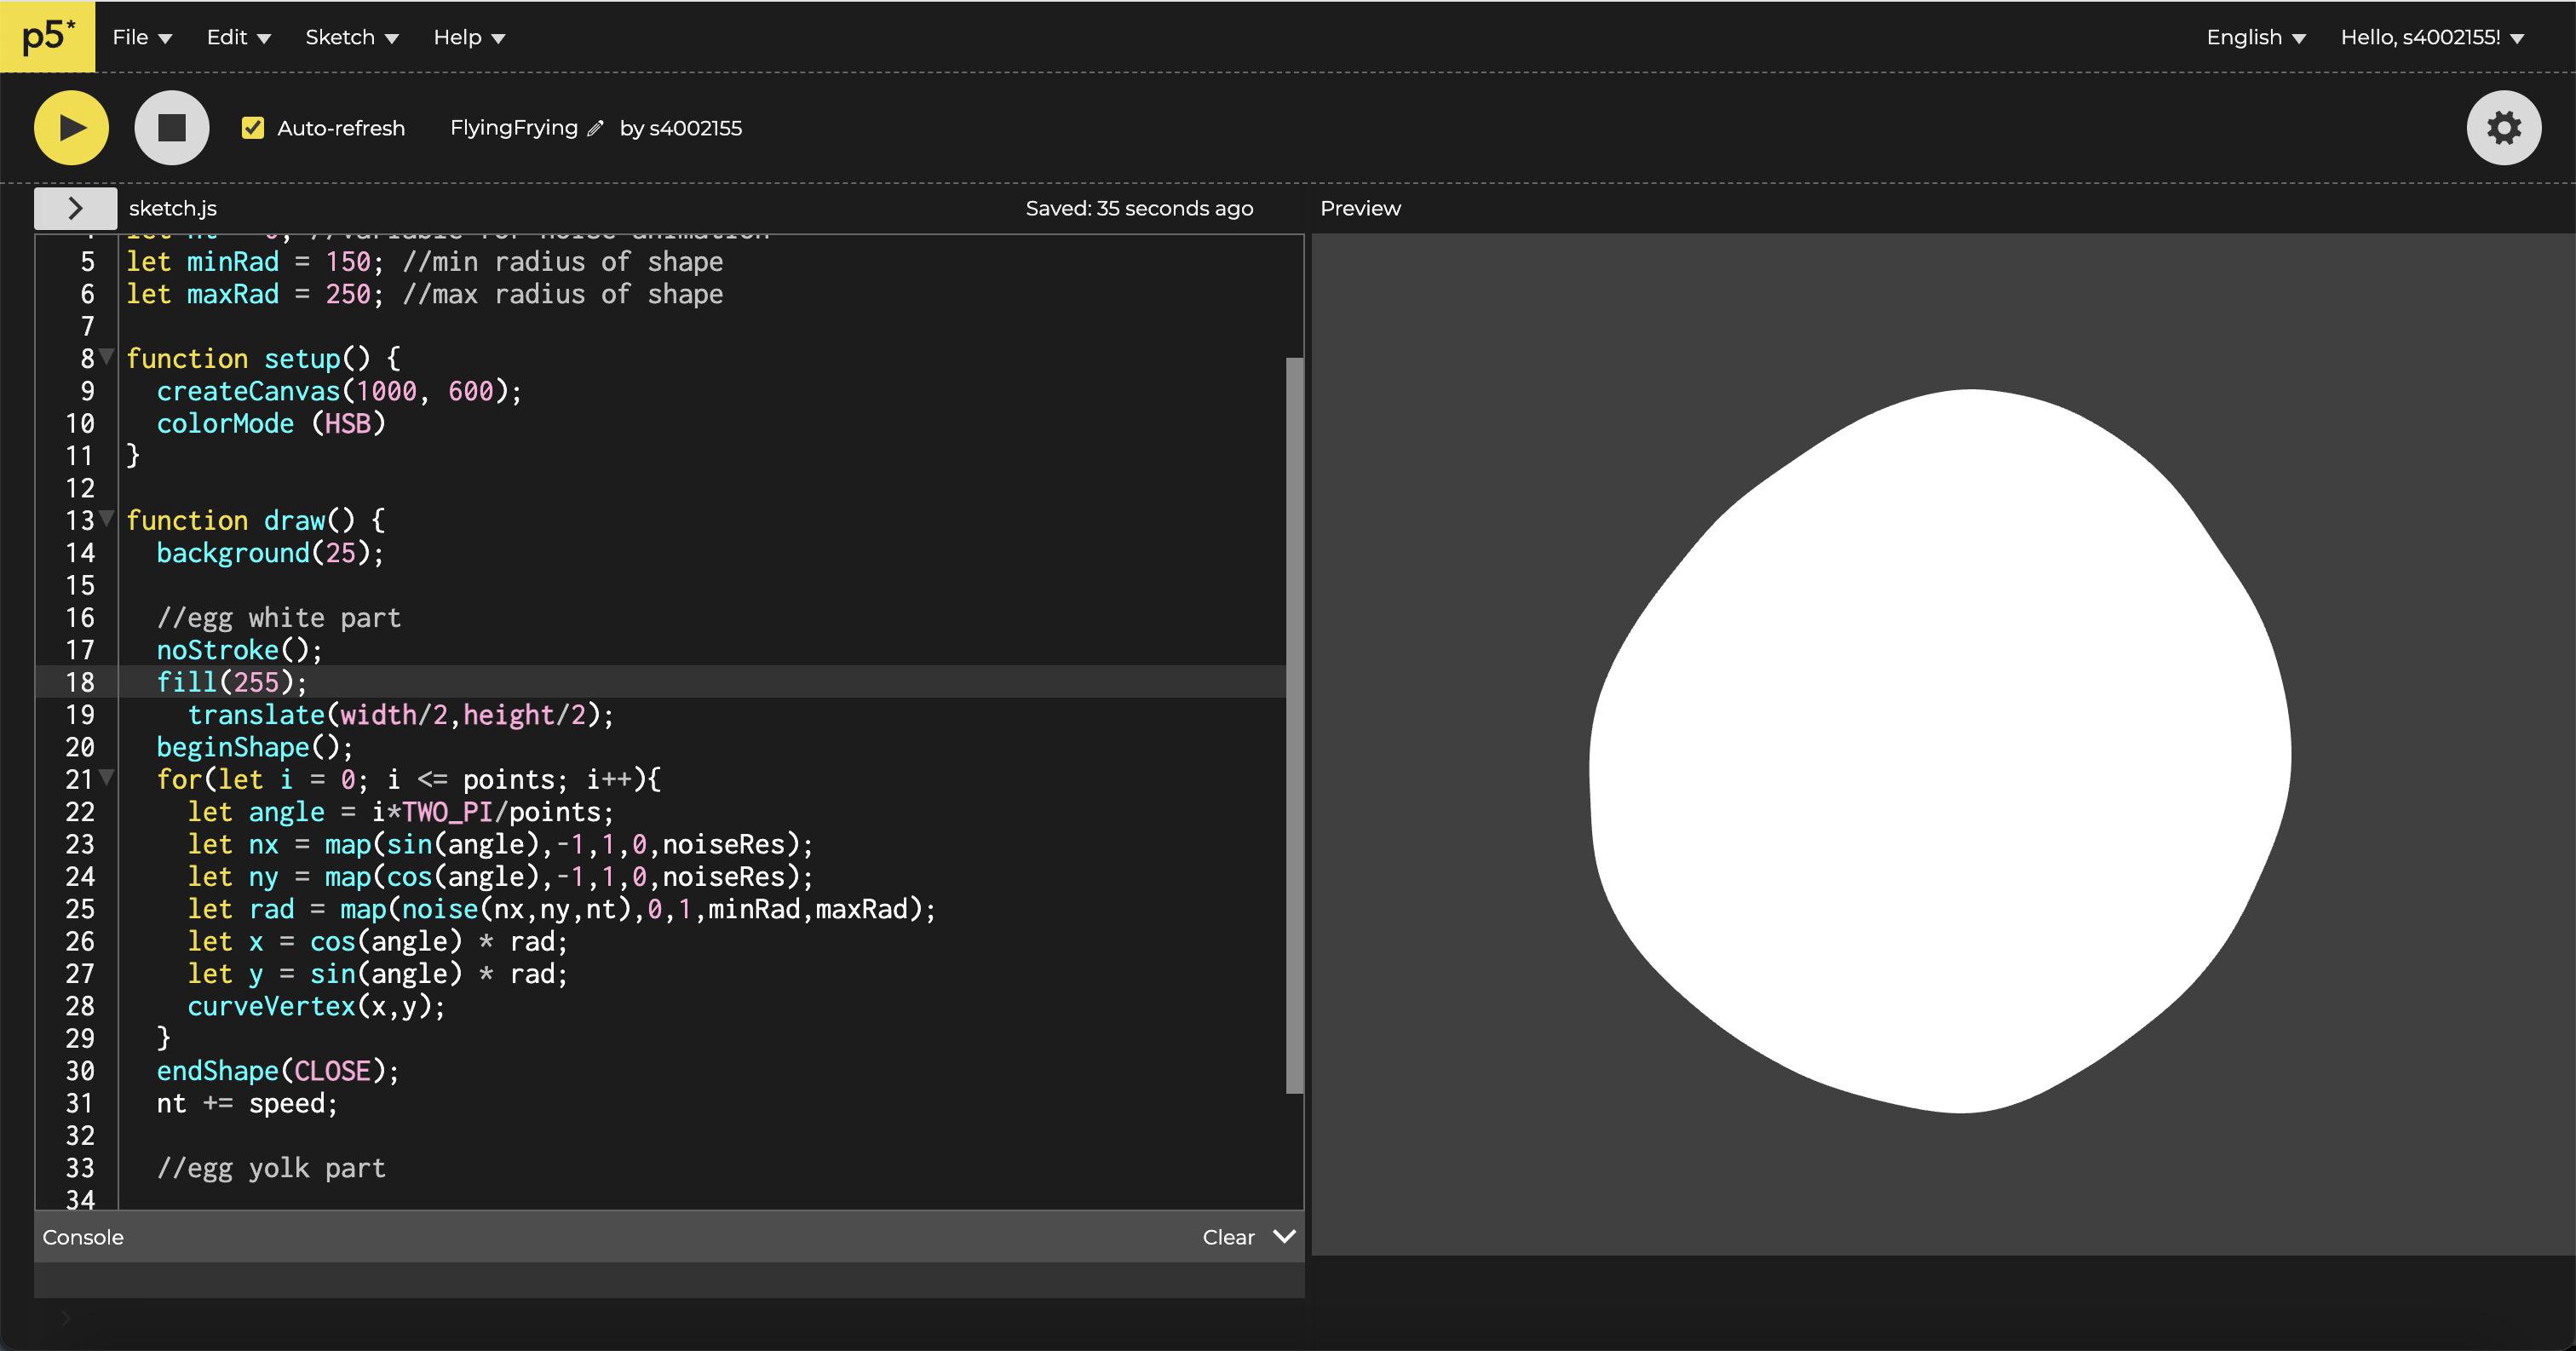 p5* File Edit Sketch Help English Hello, s4002155!
Auto-refresh FlyingFrying by s4002155
sketch.js Saved: 35 seconds ago Preview
5 let minRad = 150; //min radius of shape
6 let maxRad = 250; //max radius of shape
7
8 function setup() {
9 createCanvas(1000, 600);
10 colorMode (HSB)
11 }
12
13 function draw() {
14 background(25);
15
16 //egg white part
17 noStroke();
18 fill(255);
19 translate(width/2,height/2);
20 beginShape();
21 for(let i = 0; i <= points; i++){
22 let angle = i*TWO_PI/points;
23 let nx = map(sin(angle),-1,1,0,noiseRes);
24 let ny = map(cos(angle),-1,1,0,noiseRes);
25 let rad = map(noise(nx,ny,nt),0,1,minRad,maxRad);
26 let x = cos(angle) * rad;
27 let y = sin(angle) * rad;
28 curveVertex(x,y);
29 }
30 endShape(CLOSE);
31 nt += speed;
32
33 //egg yolk part
34
Console Clear